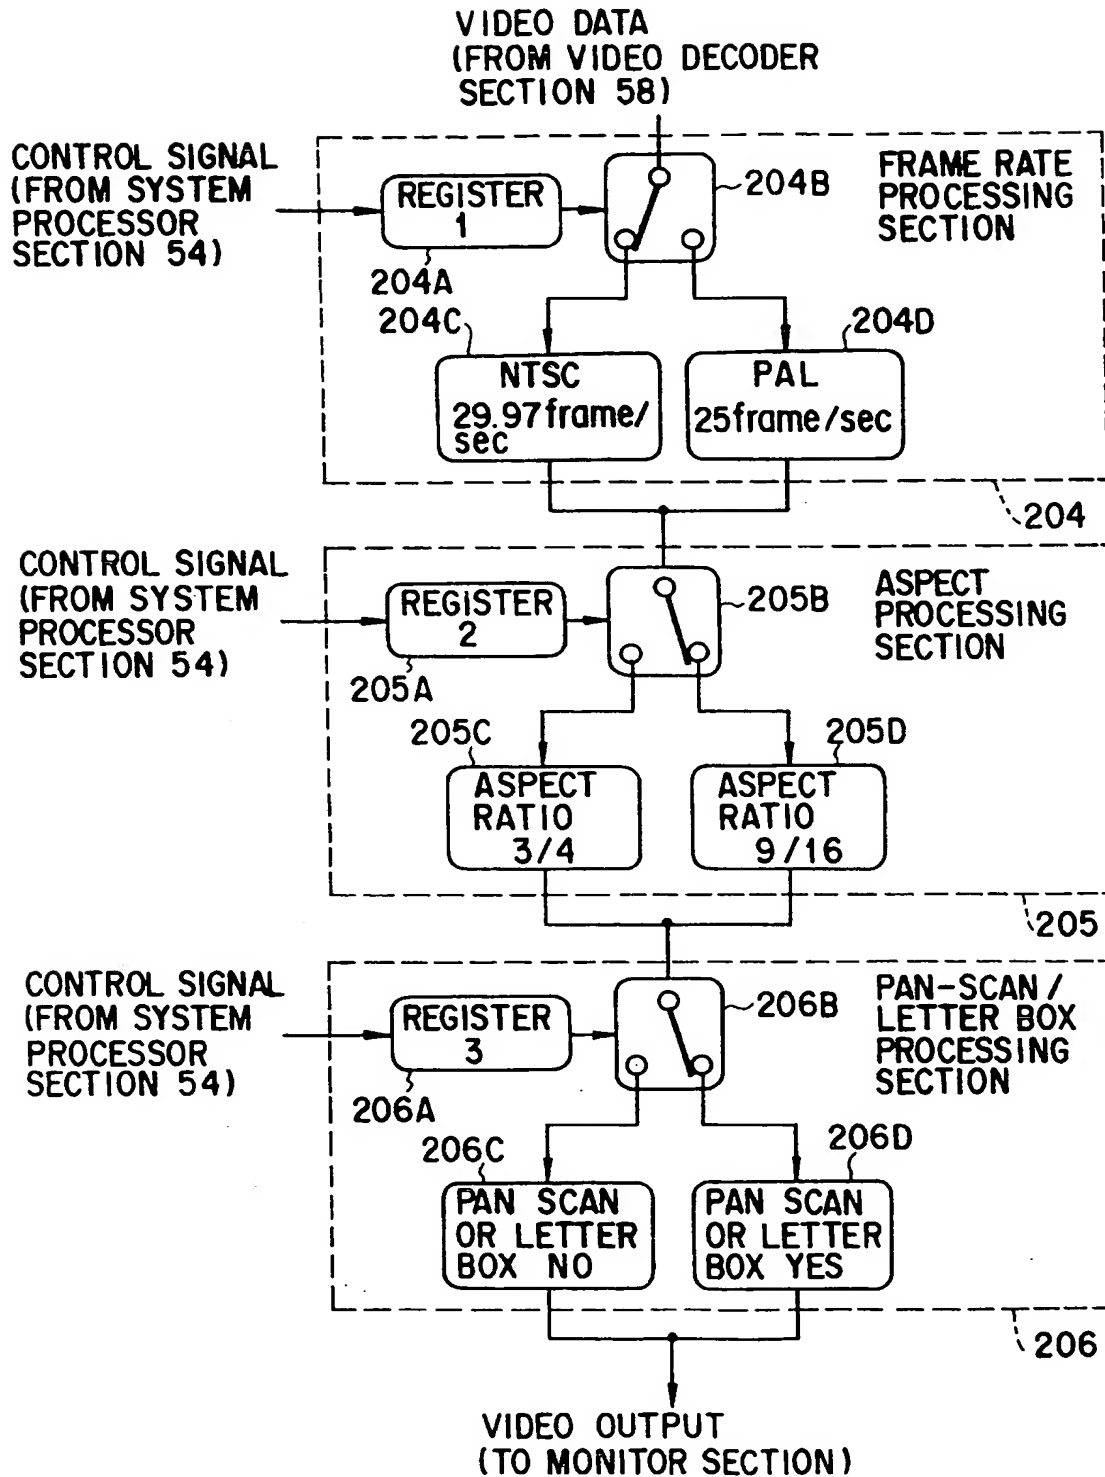 VIDEO DATA
(FROM VIDEO DECODER
SECTION 58)
CONTROL SIGNAL
(FROM SYSTEM
PROCESSOR
SECTION 54)
REGISTER
1
204A
204B
FRAME RATE
PROCESSING
SECTION
204C
NTSC
29.97frame/
sec
204D
PAL
25frame/sec
204
CONTROL SIGNAL
(FROM SYSTEM
PROCESSOR
SECTION 54)
REGISTER
2
205A
205B
ASPECT
PROCESSING
SECTION
205C
ASPECT
RATIO
3/4
205D
ASPECT
RATIO
9/16
205
CONTROL SIGNAL
(FROM SYSTEM
PROCESSOR
SECTION 54)
REGISTER
3
206A
206B
PAN-SCAN/
LETTER BOX
PROCESSING
SECTION
206C
PAN SCAN
OR LETTER
BOX NO
206D
PAN SCAN
OR LETTER
BOX YES
206
VIDEO OUTPUT
(TO MONITOR SECTION)